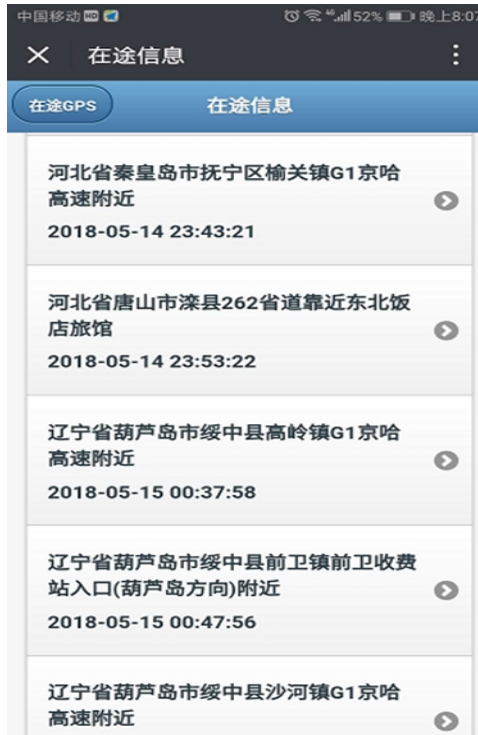 中国移动 HD 52% 晚上8:07
在途信息
在途GPS 在途信息
河北省秦皇岛市抚宁区榆关镇G1京哈
高速附近
2018-05-14 23:43:21
河北省唐山市滦县262省道靠近东北饭
店旅馆
2018-05-14 23:53:22
辽宁省葫芦岛市绥中县高岭镇G1京哈
高速附近
2018-05-15 00:37:58
辽宁省葫芦岛市绥中县前卫镇前卫收费
站入口(葫芦岛方向)附近
2018-05-15 00:47:56
辽宁省葫芦岛市绥中县沙河镇G1京哈
高速附近